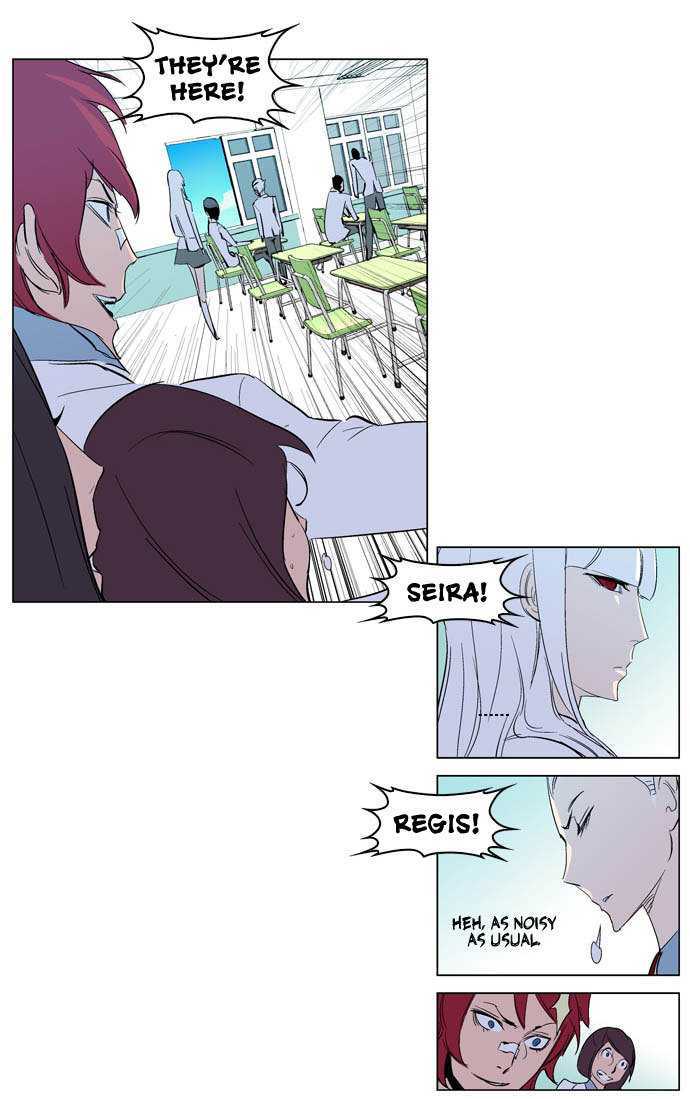 THEY'RE
HERE!
SEIRA!
......
REGIS!
HEH, AS NOISY
AS USUAL.